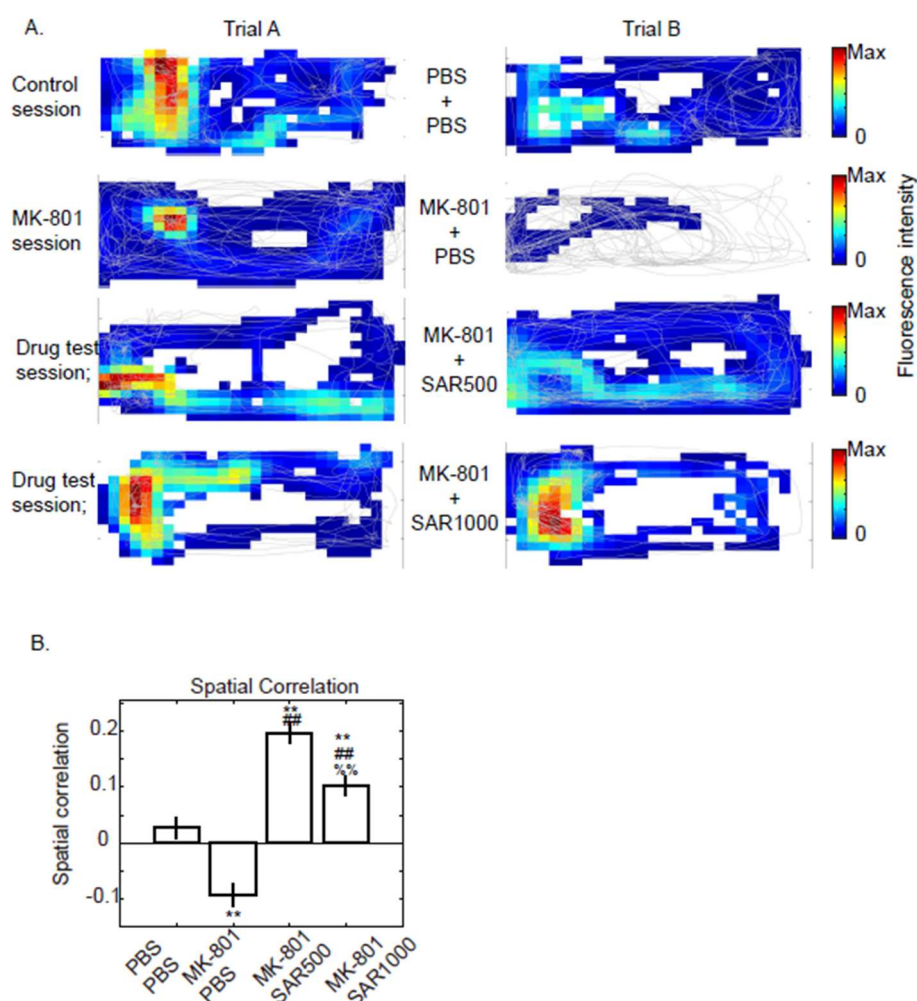 A.
Trial A
Trial B
Control
session
PBS
+
PBS
Max
0
MK-801
session
MK-801
+
PBS
Max
0
Fluorescence intensity
Drug test
session;
MK-801
+
SAR500
Max
0
Drug test
session;
MK-801
+
SAR1000
Max
0
B.
Spatial Correlation
Spatial correlation
0.2
0.1
0
-0.1
**
**
##
**
##
%%
PBS
PBS
MK-801
PBS
MK-801
SAR500
MK-801
SAR1000